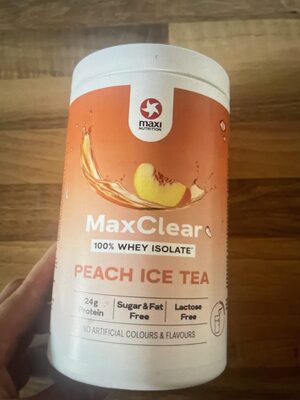 maxi
NUTRITION
MaxClear
100% WHEY ISOLATE*
PEACH ICE TEA
24g
Protein
Sugar & Fat
Free
Lactose
Free
NO ARTIFICIAL COLOURS & FLAVOURS